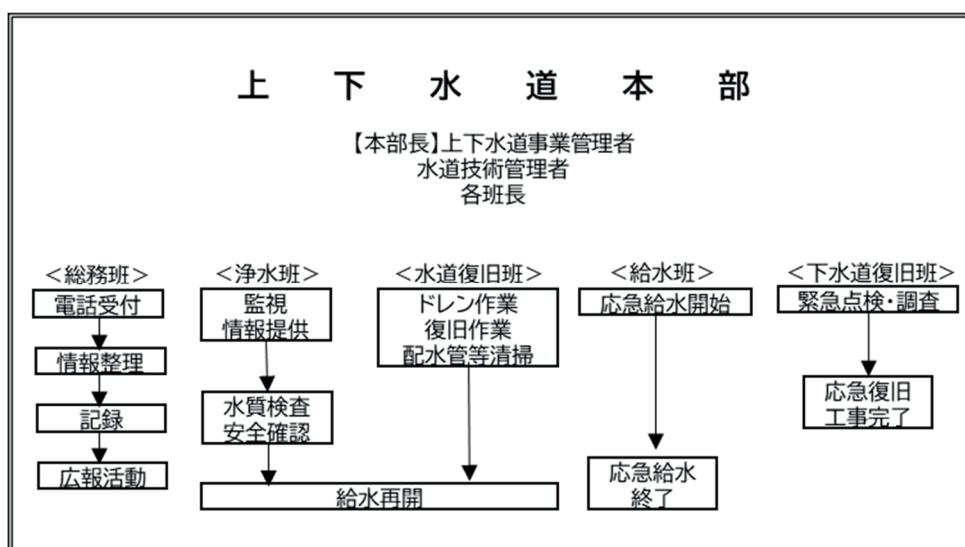 上下水道本部
【本部長】上下水道事業管理者
水道技術管理者
各班長
＜総務班＞
電話受付
情報整理
記録
広報活動
＜浄水班＞
監視
情報提供
水質検査
安全確認
＜水道復旧班＞
ドレン作業
復旧作業
配水管等清掃
給水再開
＜給水班＞
応急給水開始
応急給水
終了
＜下水道復旧班＞
緊急点検・調査
応急復旧
工事完了